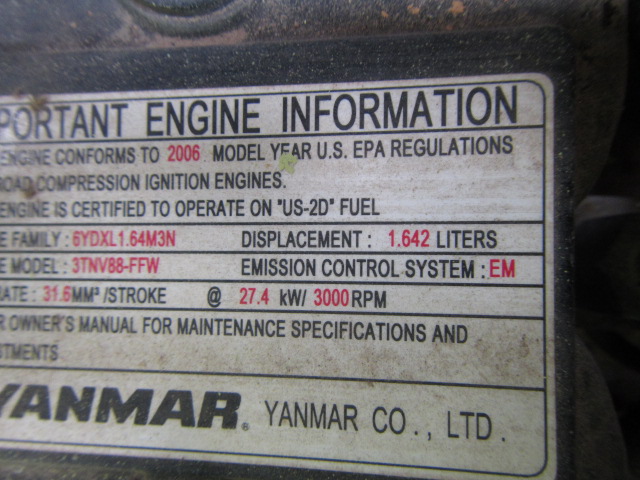 PORTANT ENGINE INFORMATION
ENGINE CONFORMS TO 2006 MODEL YEAR U.S. EPA REGULATIONS
ROAD COMPRESSION IGNITION ENGINES.
ENGINE IS CERTIFIED TO OPERATE ON "US-2D" FUEL
E FAMILY : 6YDXL1.64M3N DISPLACEMENT : 1.642 LITERS
E MODEL : 3TNV88-FFW EMISSION CONTROL SYSTEM : EM
RATE : 31.6MM³/STROKE @ 27.4 kW/ 3000RPM
R OWNER'S MANUAL FOR MAINTENANCE SPECIFICATIONS AND
STMENTS
YANMAR® YANMAR CO., LTD.